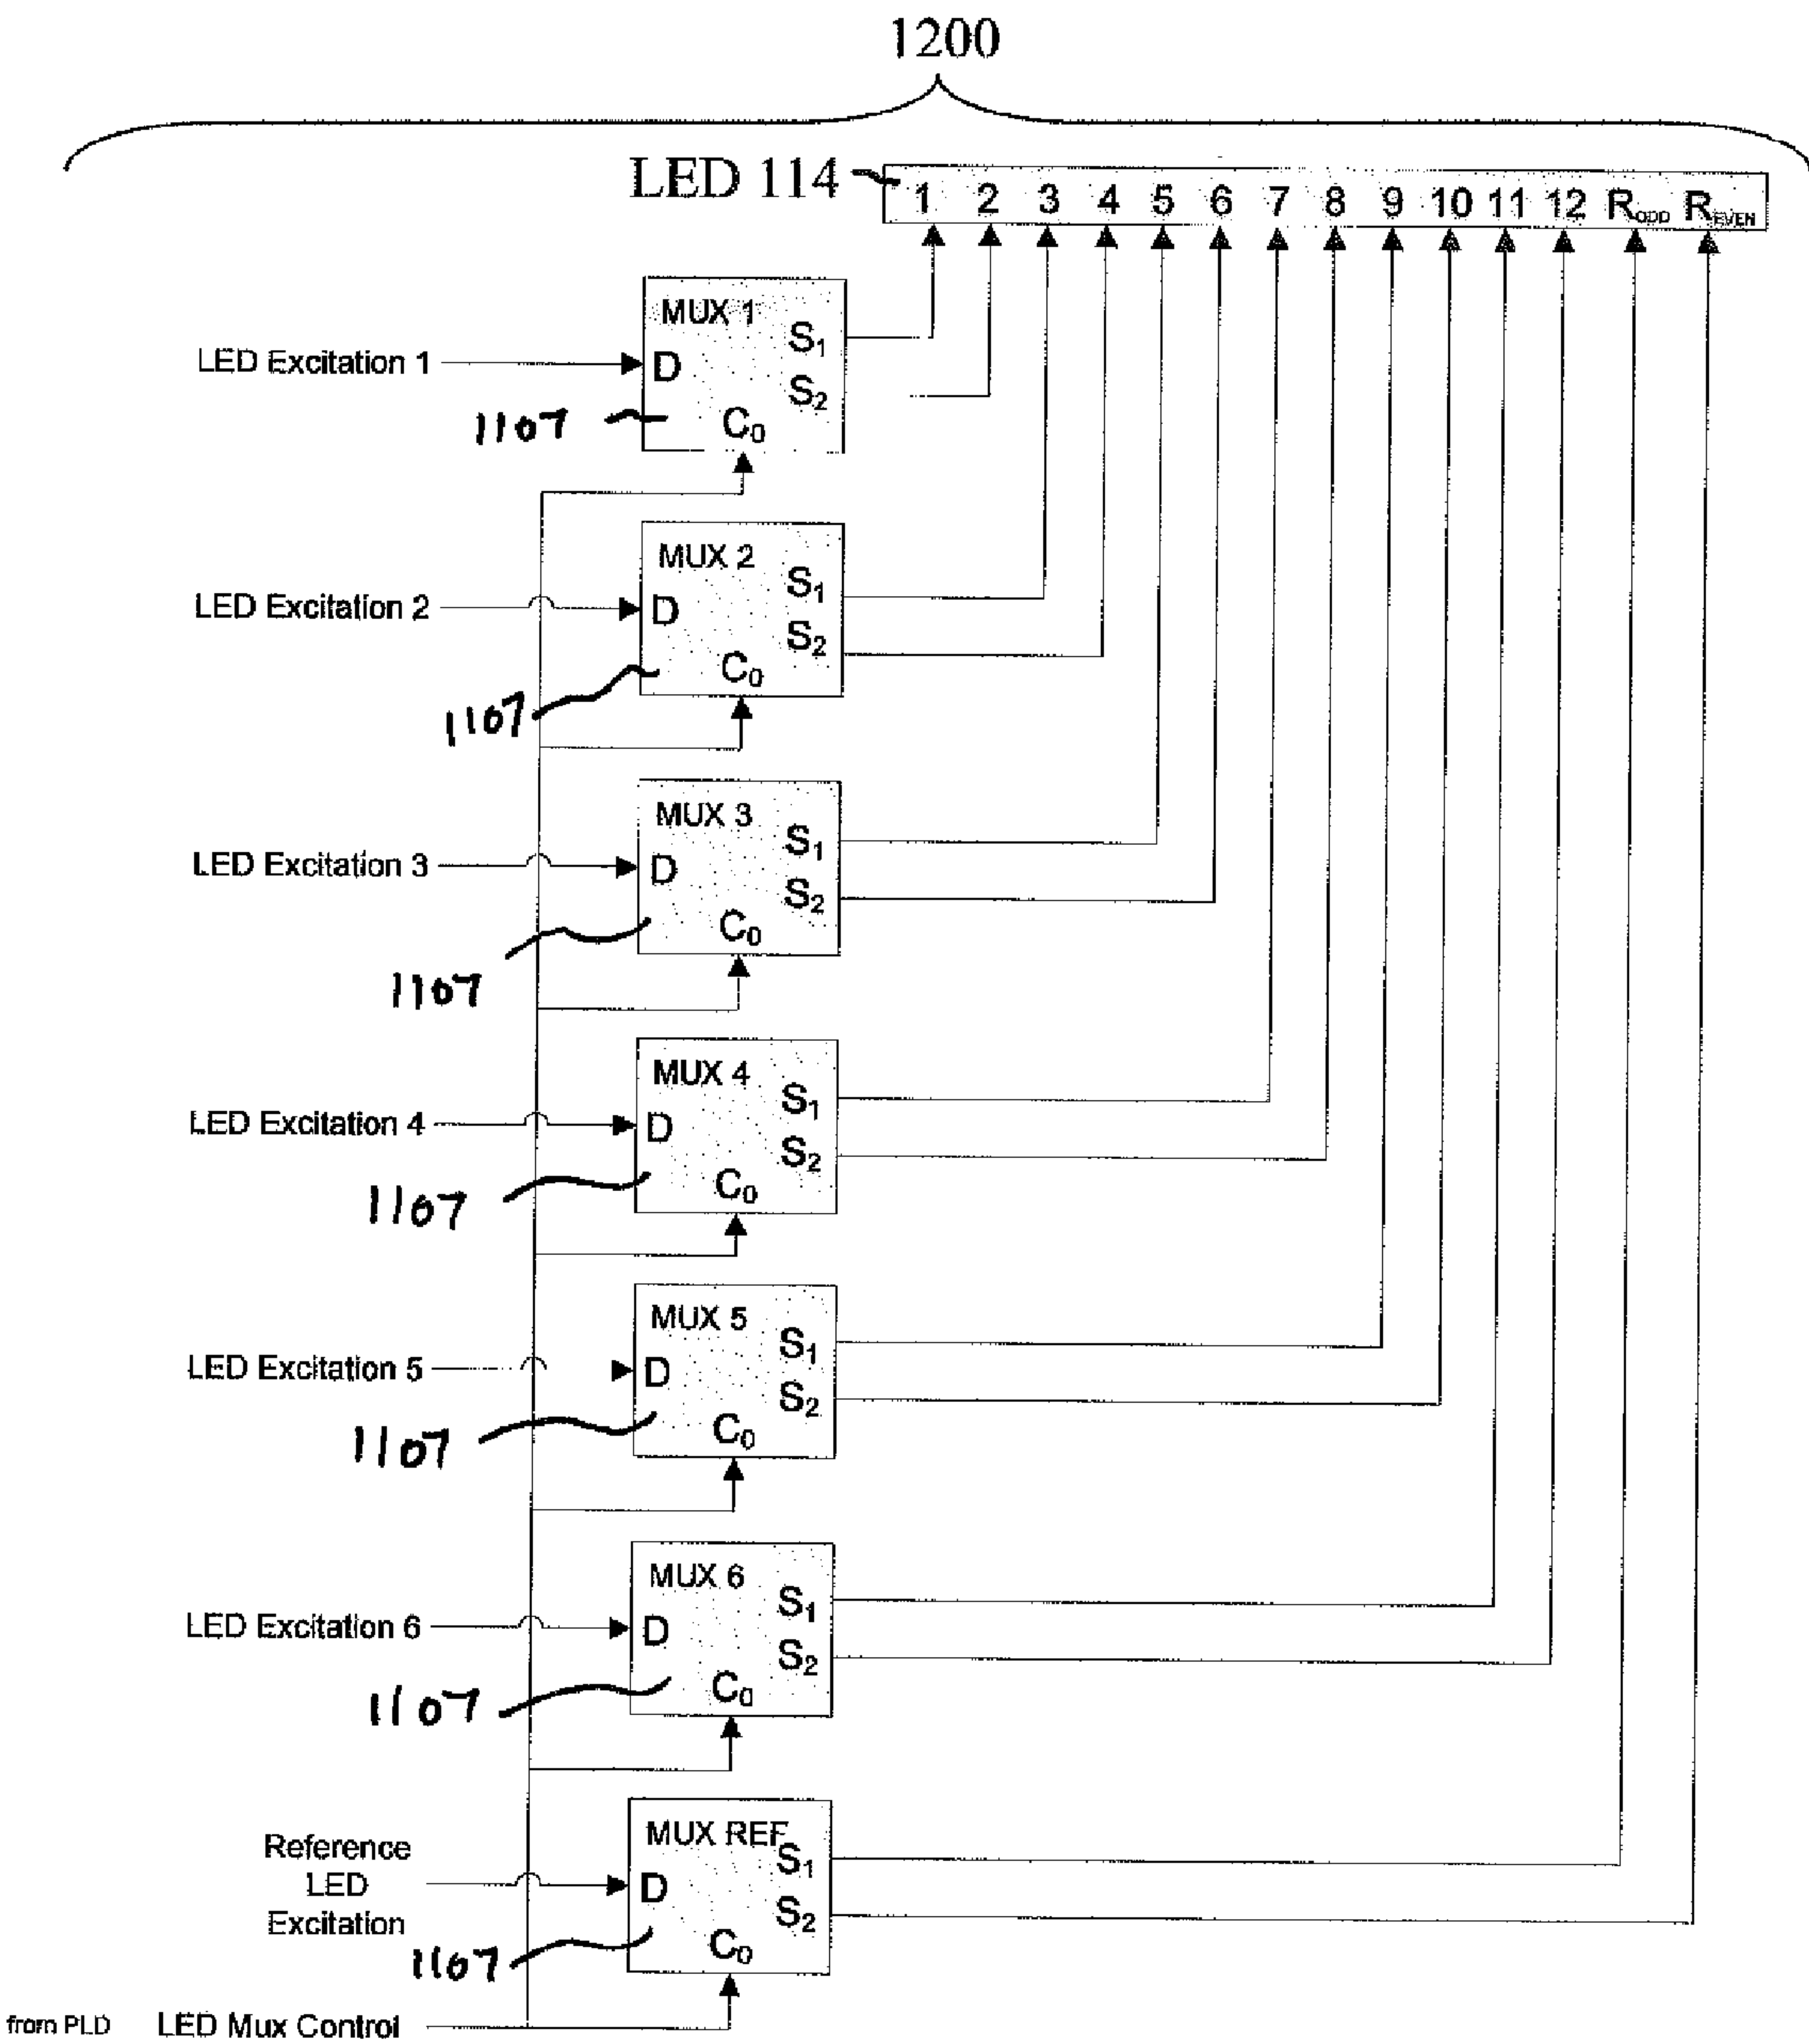 1200
LED 114
1 2 3 4 5 6 7 8 9 10 11 12 R_ODD R_EVEN
MUX 1
S₁
LED Excitation 1
D
S₂
1107
C₀
MUX 2
S₁
LED Excitation 2
D
S₂
C₀
1107
MUX 3
S₁
LED Excitation 3
D
S₂
C₀
1107
MUX 4
S₁
LED Excitation 4
D
S₂
C₀
1107
MUX 5
S₁
LED Excitation 5
D
S₂
C₀
1107
MUX 6
S₁
LED Excitation 6
D
S₂
C₀
1107
MUX REF
S₁
Reference
LED
Excitation
D
S₂
C₀
1107
from PLD LED Mux Control